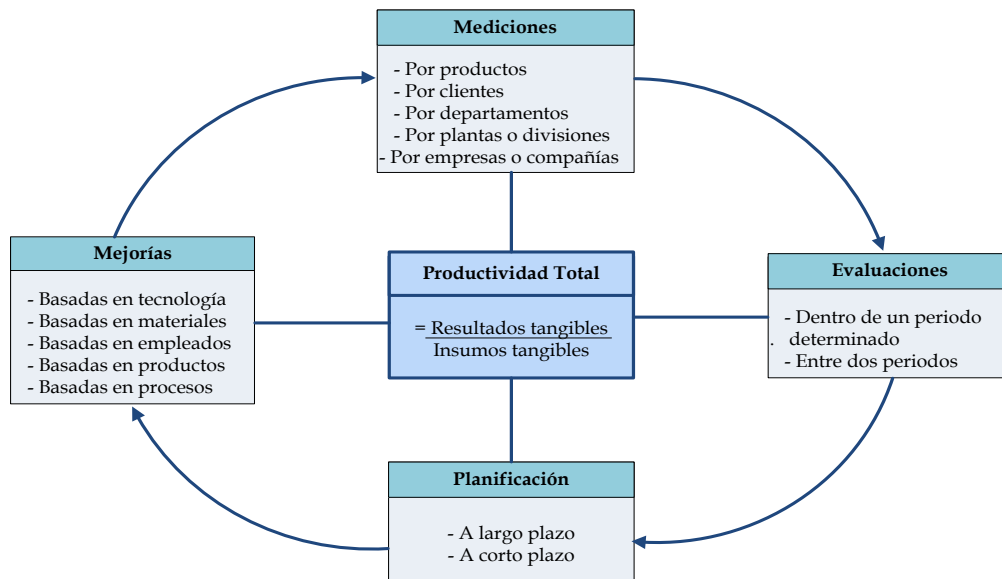 Mediciones
- Por productos
- Por clientes
- Por departamentos
- Por plantas o divisiones
- Por empresas o compañías
Mejorías
- Basadas en tecnología
- Basadas en materiales
- Basadas en empleados
- Basadas en productos
- Basadas en procesos
Productividad Total
= Resultados tangibles
Insumos tangibles
Evaluaciones
- Dentro de un periodo
. determinado
- Entre dos periodos
Planificación
- A largo plazo
- A corto plazo